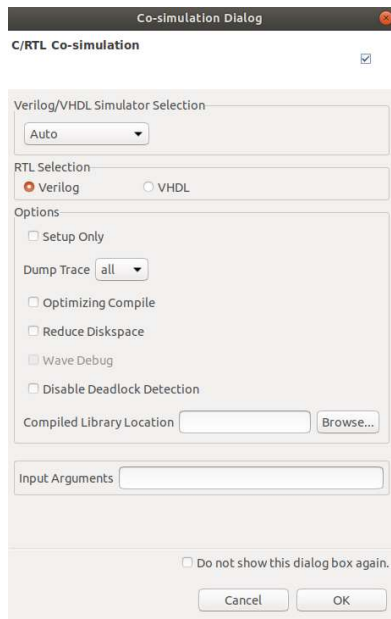 Co-simulation Dialog
C/RTL Co-simulation
Verilog/VHDL Simulator Selection
Auto
RTL Selection
Verilog VHDL
Options
Setup Only
Dump Trace all
Optimizing Compile
Reduce Diskspace
Wave Debug
Disable Deadlock Detection
Compiled Library Location Browse...
Input Arguments
Do not show this dialog box again.
Cancel OK